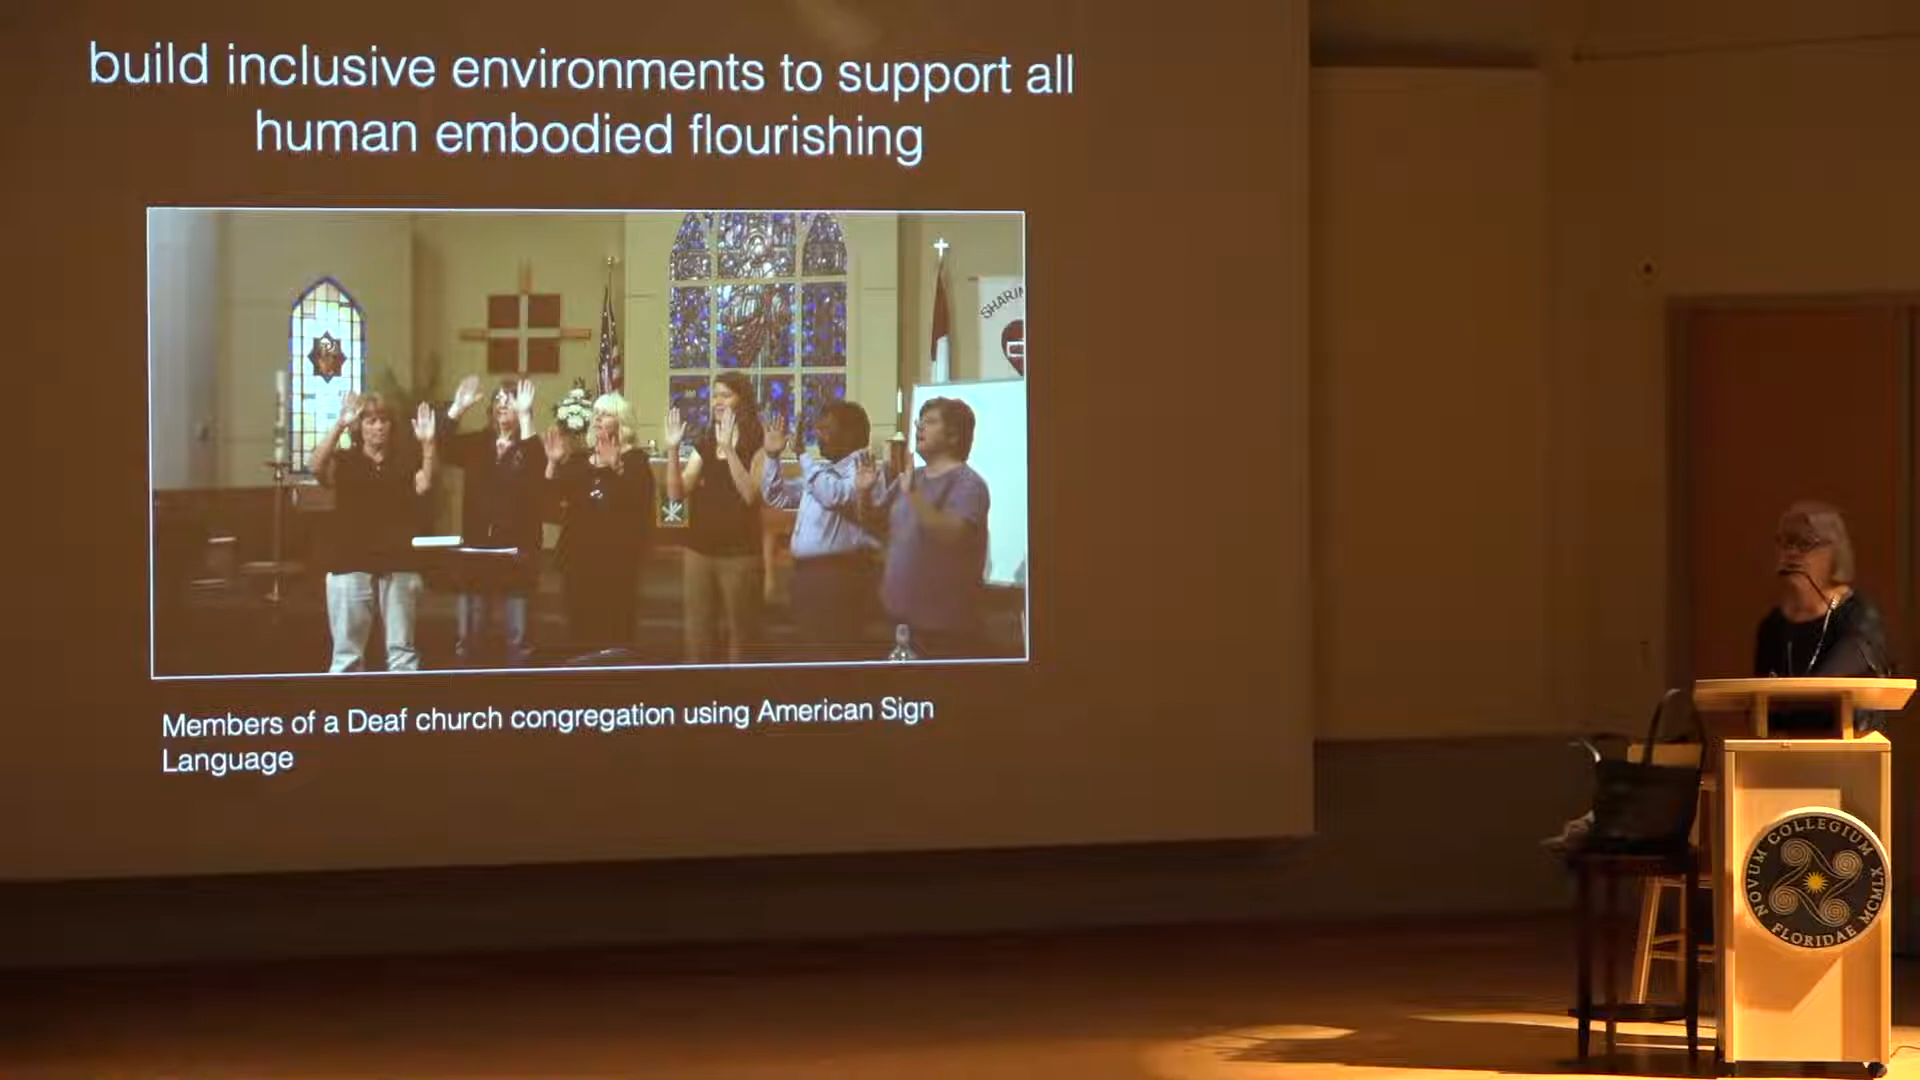 build inclusive environments to support all
human embodied flourishing
Members of a Deaf church congregation using American Sign
Language
NOVUM COLLEGIUM
FLORIDAE MCMLX